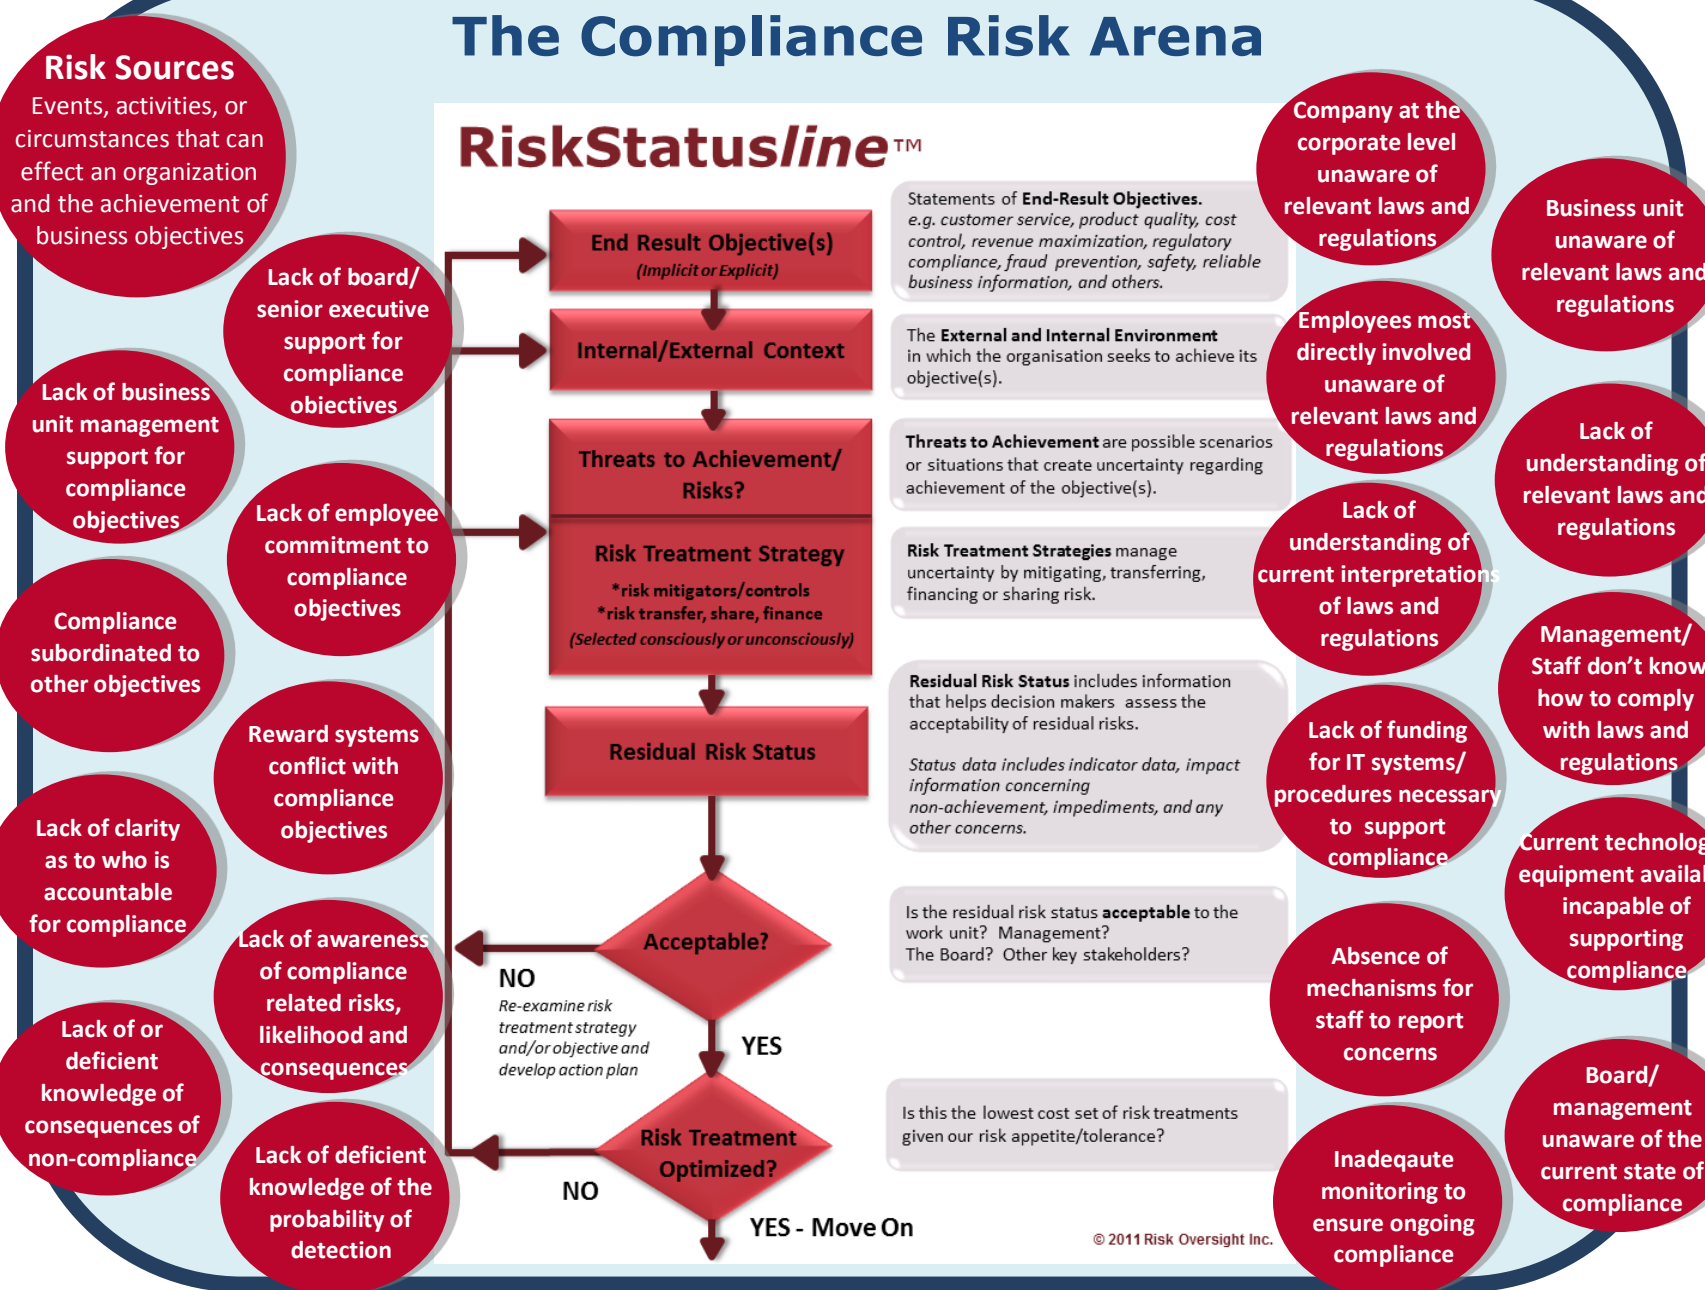 The Compliance Risk Arena
Risk Sources
Events, activities, or
circumstances that can
effect an organization
and the achievement of
business objectives
Lack of board/
senior executive
support for
compliance
objectives
Lack of business
unit management
support for
compliance
objectives
Lack of employee
commitment to
compliance
objectives
Compliance
subordinated to
other objectives
Reward systems
conflict with
compliance
objectives
Lack of clarity
as to who is
accountable
for compliance
Lack of awareness
of compliance
related risks,
likelihood and
consequences
Lack of or
deficient
knowledge of
consequences of
non-compliance
Lack of deficient
knowledge of the
probability of
detection
RiskStatusline™
End Result Objective(s)
(Implicit or Explicit)
Internal/External Context
Threats to Achievement/
Risks?
Risk Treatment Strategy
*risk mitigators/controls
*risk transfer, share, finance
(Selected consciously or unconsciously)
Residual Risk Status
Acceptable?
NO
Re-examine risk
treatment strategy
and/or objective and
develop action plan
YES
Risk Treatment
Optimized?
NO
YES - Move On
Statements of End-Result Objectives.
e.g. customer service, product quality, cost
control, revenue maximization, regulatory
compliance, fraud prevention, safety, reliable
business information, and others.
The External and Internal Environment
in which the organisation seeks to achieve its
objective(s).
Threats to Achievement are possible scenarios
or situations that create uncertainty regarding
achievement of the objective(s).
Risk Treatment Strategies manage
uncertainty by mitigating, transferring,
financing or sharing risk.
Residual Risk Status includes information
that helps decision makers assess the
acceptability of residual risks.
Status data includes indicator data, impact
information concerning
non-achievement, impediments, and any
other concerns.
Is the residual risk status acceptable to the
work unit? Management?
The Board? Other key stakeholders?
Is this the lowest cost set of risk treatments
given our risk appetite/tolerance?
© 2011 Risk Oversight Inc.
Company at the
corporate level
unaware of
relevant laws and
regulations
Business unit
unaware of
relevant laws and
regulations
Employees most
directly involved
unaware of
relevant laws and
regulations
Lack of
understanding of
relevant laws and
regulations
Lack of
understanding of
current interpretations
of laws and
regulations
Management/
Staff don't know
how to comply
with laws and
regulations
Lack of funding
for IT systems/
procedures necessary
to support
compliance
Current
equipment
incapable of
supporting
compliance
Absence of
mechanisms for
staff to report
concerns
Board/
management
unaware of the
current state of
compliance
Inadeqaute
monitoring to
ensure ongoing
compliance